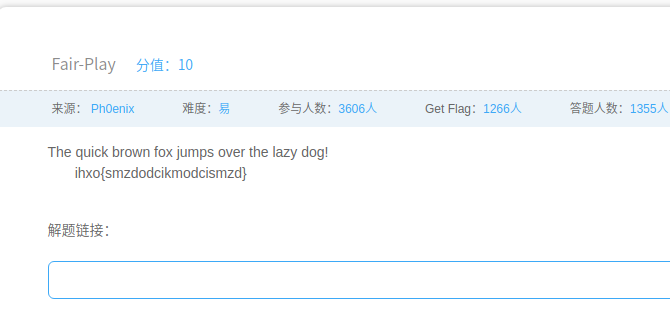 Fair-Play 分值：10
来源： Ph0enix 难度：易 参与人数：3606人 Get Flag：1266人 答题人数：1355人
The quick brown fox jumps over the lazy dog!
ihxo{smzdodcikmodcismzd}
解题链接：